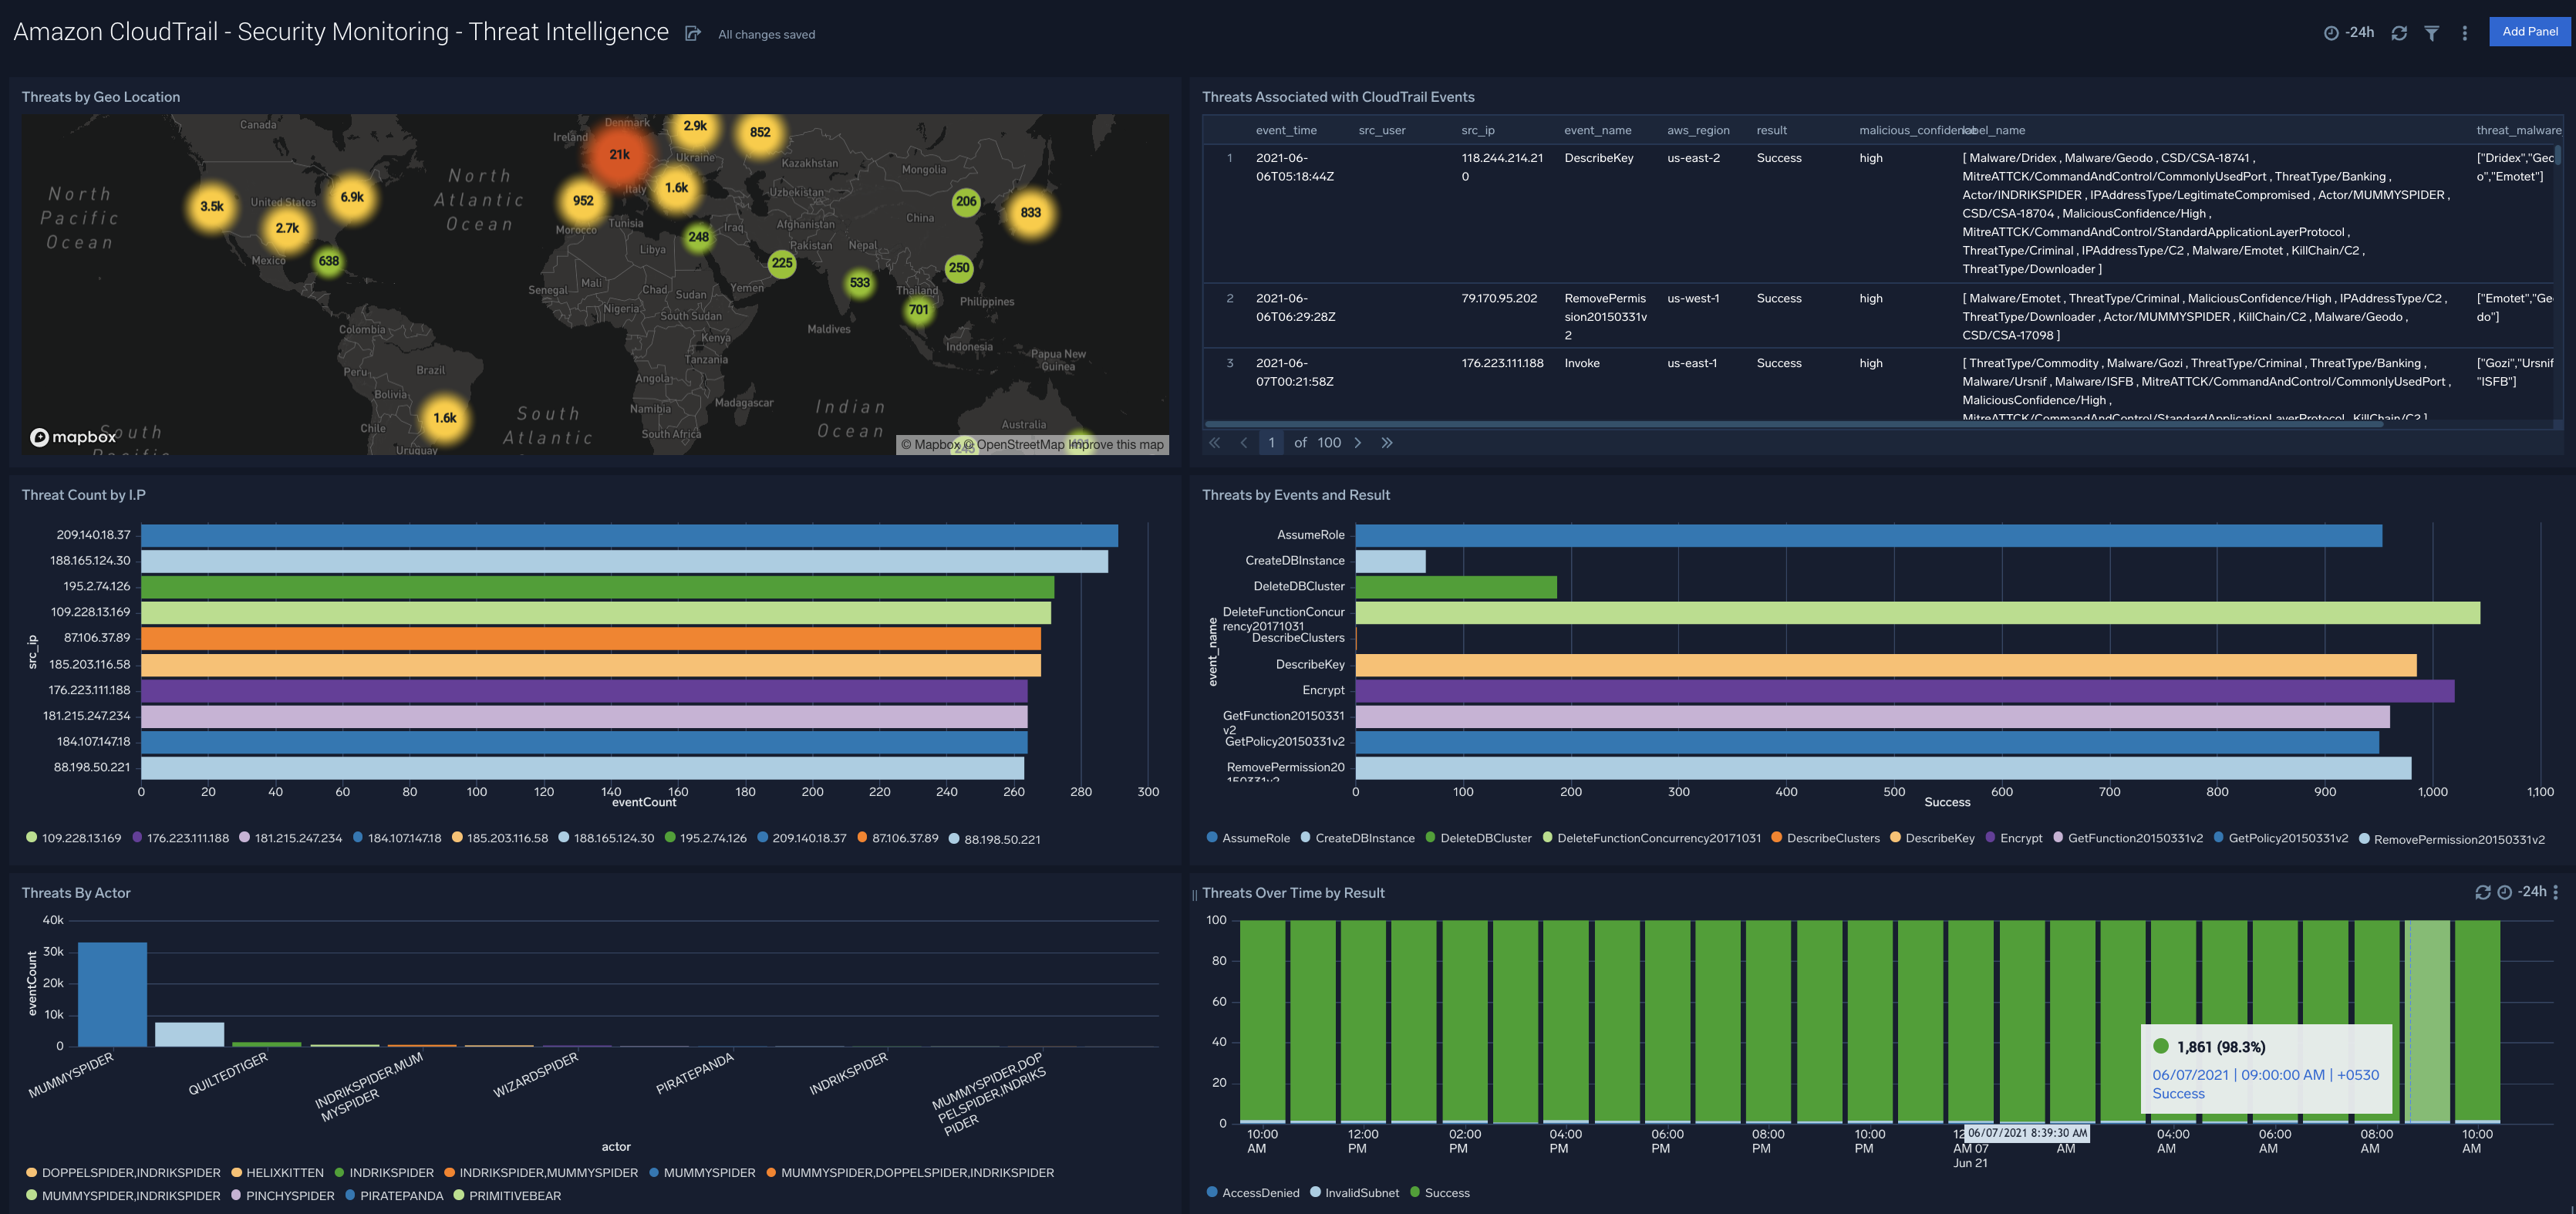 Amazon CloudTrail - Security Monitoring - Threat Intelligence
All changes saved
-24h
Add Panel
Threats by Geo Location
Canada
Ireland
Denmark
Ukraine
Kazakhstan
Mongolia
North
Pacific
Ocean
United States
North
Atlantic
Ocean
Italy
Uzbekistan
China
Morocco
Tunisia
Iraq
Afghanistan
Mexico
Libya
Pakistan
Nepal
Senegal
Mali
Chad
Sudan
Yemen
Thailand
Philippines
Nigeria
South Sudan
Maldives
Colombia
Kenya
Indonesia
Tanzania
Papua New
Guinea
Peru
Brazil
Angola
Bolivia
Namibia
Madagascar
South
Atlantic
Indian
Ocean
Chile
South Africa
Australia
Uruguay
South
21k
2.9k
852
3.5k
6.9k
952
1.6k
206
833
2.7k
638
248
225
250
533
701
1.6k
mapbox
© Mapbox © OpenStreetMap Improve this map
Threats Associated with CloudTrail Events
event_time src_user src_ip event_name aws_region result malicious_confidence label_name threat_malware
1 2021-06- 118.244.214.21 DescribeKey us-east-2 Success high [ Malware/Dridex , Malware/Geodo , CSD/CSA-18741 , ["Dridex","Geo
06T05:18:44Z 0 MitreATTCK/CommandAndControl/CommonlyUsedPort , ThreatType/Banking , o","Emotet"]
Actor/INDRIKSPIDER , IPAddressType/LegitimateCompromised , Actor/MUMMYSPIDER ,
CSD/CSA-18704 , MaliciousConfidence/High ,
MitreATTCK/CommandAndControl/StandardApplicationLayerProtocol ,
ThreatType/Criminal , IPAddressType/C2 , Malware/Emotet , KillChain/C2 ,
ThreatType/Downloader ]
2 2021-06- 79.170.95.202 RemovePermis us-west-1 Success high [ Malware/Emotet , ThreatType/Criminal , MaliciousConfidence/High , IPAddressType/C2 , ["Emotet","Geo
06T06:29:28Z sion20150331v ThreatType/Downloader , Actor/MUMMYSPIDER , KillChain/C2 , Malware/Geodo , do"]
2 CSD/CSA-17098 ]
3 2021-06- 176.223.111.188 Invoke us-east-1 Success high [ ThreatType/Commodity , Malware/Gozi , ThreatType/Criminal , ThreatType/Banking , ["Gozi","Ursnif
07T00:21:58Z Malware/Ursnif , Malware/ISFB , MitreATTCK/CommandAndControl/CommonlyUsedPort , "ISFB"]
MaliciousConfidence/High ,
MitreATTCK/CommandAndControl/StandardApplicationLayerProtocol , KillChain/C2 ]
1 of 100
Threat Count by I.P
src_ip
209.140.18.37
188.165.124.30
195.2.74.126
109.228.13.169
87.106.37.89
185.203.116.58
176.223.111.188
181.215.247.234
184.107.147.18
88.198.50.221
0 20 40 60 80 100 120 140 160 180 200 220 240 260 280 300
eventCount
109.228.13.169 176.223.111.188 181.215.247.234 184.107.147.18 185.203.116.58 188.165.124.30 195.2.74.126 209.140.18.37 87.106.37.89 88.198.50.221
Threats by Events and Result
event_name
AssumeRole
CreateDBInstance
DeleteDBCluster
DeleteFunctionConcur
rency20171031
DescribeClusters
DescribeKey
Encrypt
GetFunction20150331
v2
GetPolicy20150331v2
RemovePermission20
150331v2
0 100 200 300 400 500 600 700 800 900 1,000 1,100
Success
AssumeRole CreateDBInstance DeleteDBCluster DeleteFunctionConcurrency20171031 DescribeClusters DescribeKey Encrypt GetFunction20150331v2 GetPolicy20150331v2 RemovePermission20150331v2
Threats By Actor
eventCount
40k
30k
20k
10k
0
MUMMYSPIDER
QUILTEDTIGER
INDRIKSPIDER,MUM
MYSPIDER
WIZARDSPIDER
PIRATEPANDA
INDRIKSPIDER
MUMMYSPIDER,DOP
PELSPIDER,INDRIKS
PIDER
actor
DOPPELSPIDER,INDRIKSPIDER HELIXKITTEN INDRIKSPIDER INDRIKSPIDER,MUMMYSPIDER MUMMYSPIDER MUMMYSPIDER,DOPPELSPIDER,INDRIKSPIDER
MUMMYSPIDER,INDRIKSPIDER PINCHYSPIDER PIRATEPANDA PRIMITIVEBEAR
Threats Over Time by Result
-24h
100
80
60
40
20
0
1,861 (98.3%)
06/07/2021 | 09:00:00 AM | +0530
Success
06/07/2021 8:39:30 AM
10:00 12:00 02:00 04:00 06:00 08:00 10:00 12 04:00 06:00 08:00 10:00
AM PM PM PM PM PM PM AM 07 AM AM AM AM AM
Jun 21
AccessDenied InvalidSubnet Success